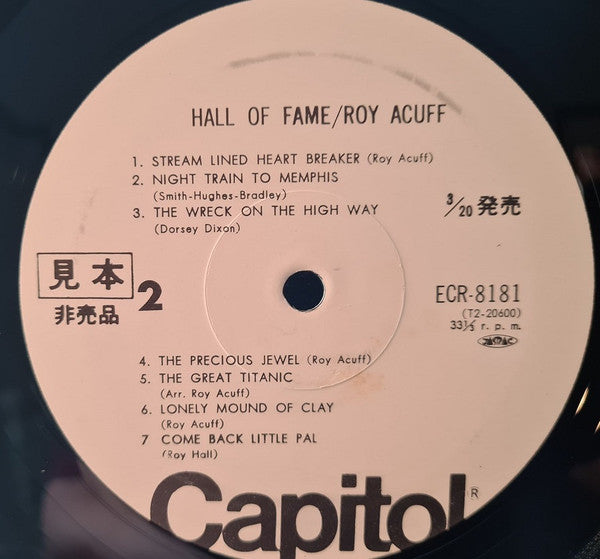 HALL OF FAME/ROY ACUFF
1. STREAM LINED HEART BREAKER (Roy Acuff)
2. NIGHT TRAIN TO MEMPHIS
(Smith-Hughes-Bradley)
3. THE WRECK ON THE HIGH WAY
(Dorsey Dixon)
3/20 発売
見本
非売品
2
ECR-8181
(T2-20600)
33⅓ r. p. m.
JASRAC
4. THE PRECIOUS JEWEL (Roy Acuff)
5. THE GREAT TITANIC
(Arr. Roy Acuff)
6. LONELY MOUND OF CLAY
(Roy Acuff)
7 COME BACK LITTLE PAL
(Roy Hall)
Capitol®